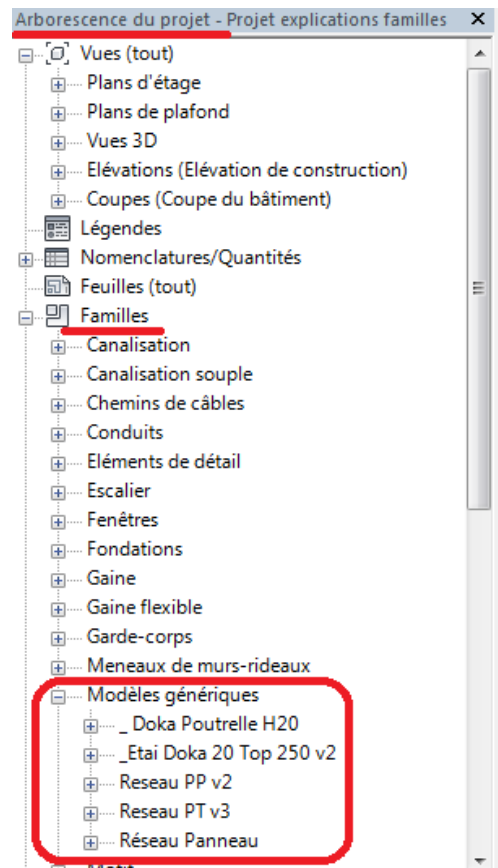 Arborescence du projet - Projet explications familles
Vues (tout)
Plans d'étage
Plans de plafond
Vues 3D
Elévations (Elévation de construction)
Coupes (Coupe du bâtiment)
Légendes
Nomenclatures/Quantités
Feuilles (tout)
Familles
Canalisation
Canalisation souple
Chemins de câbles
Conduits
Eléments de détail
Escalier
Fenêtres
Fondations
Gaine
Gaine flexible
Garde-corps
Meneaux de murs-rideaux
Modèles génériques
_ Doka Poutrelle H20
_Etai Doka 20 Top 250 v2
Reseau PP v2
Reseau PT v3
Réseau Panneau